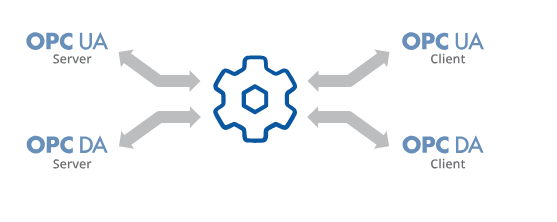 OPC UA
Server
OPC UA
Client
OPC DA
Server
OPC DA
Client